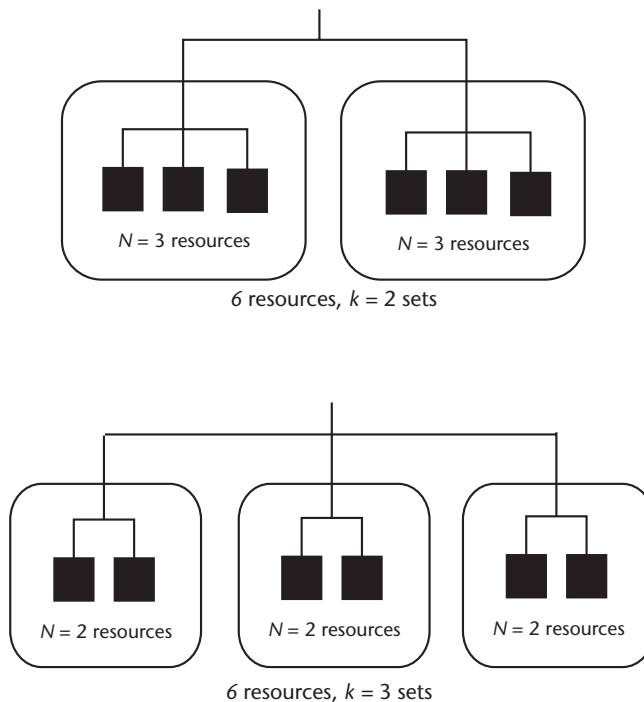 N = 3 resources
N = 3 resources
6 resources, k = 2 sets
N = 2 resources
N = 2 resources
N = 2 resources
6 resources, k = 3 sets